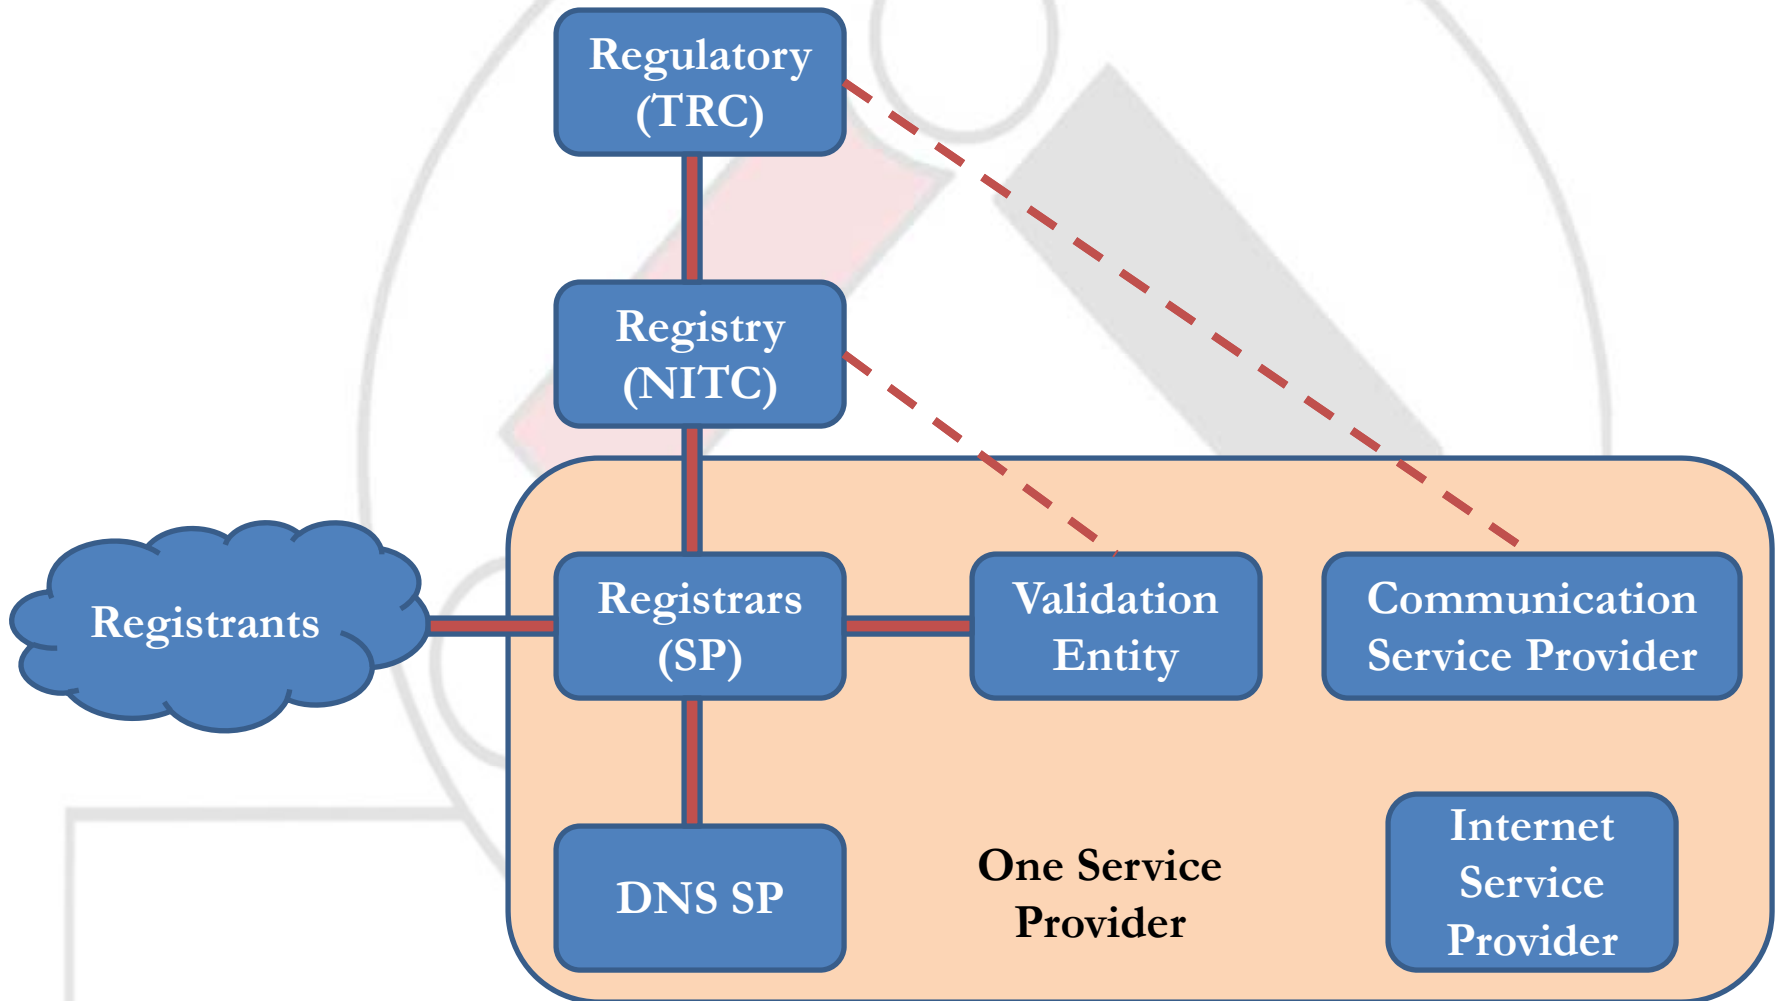 Regulatory
(TRC)
Registry
(NITC)
Registrants
Registrars
(SP)
Validation
Entity
Communication
Service Provider
DNS SP
One Service
Provider
Internet
Service
Provider